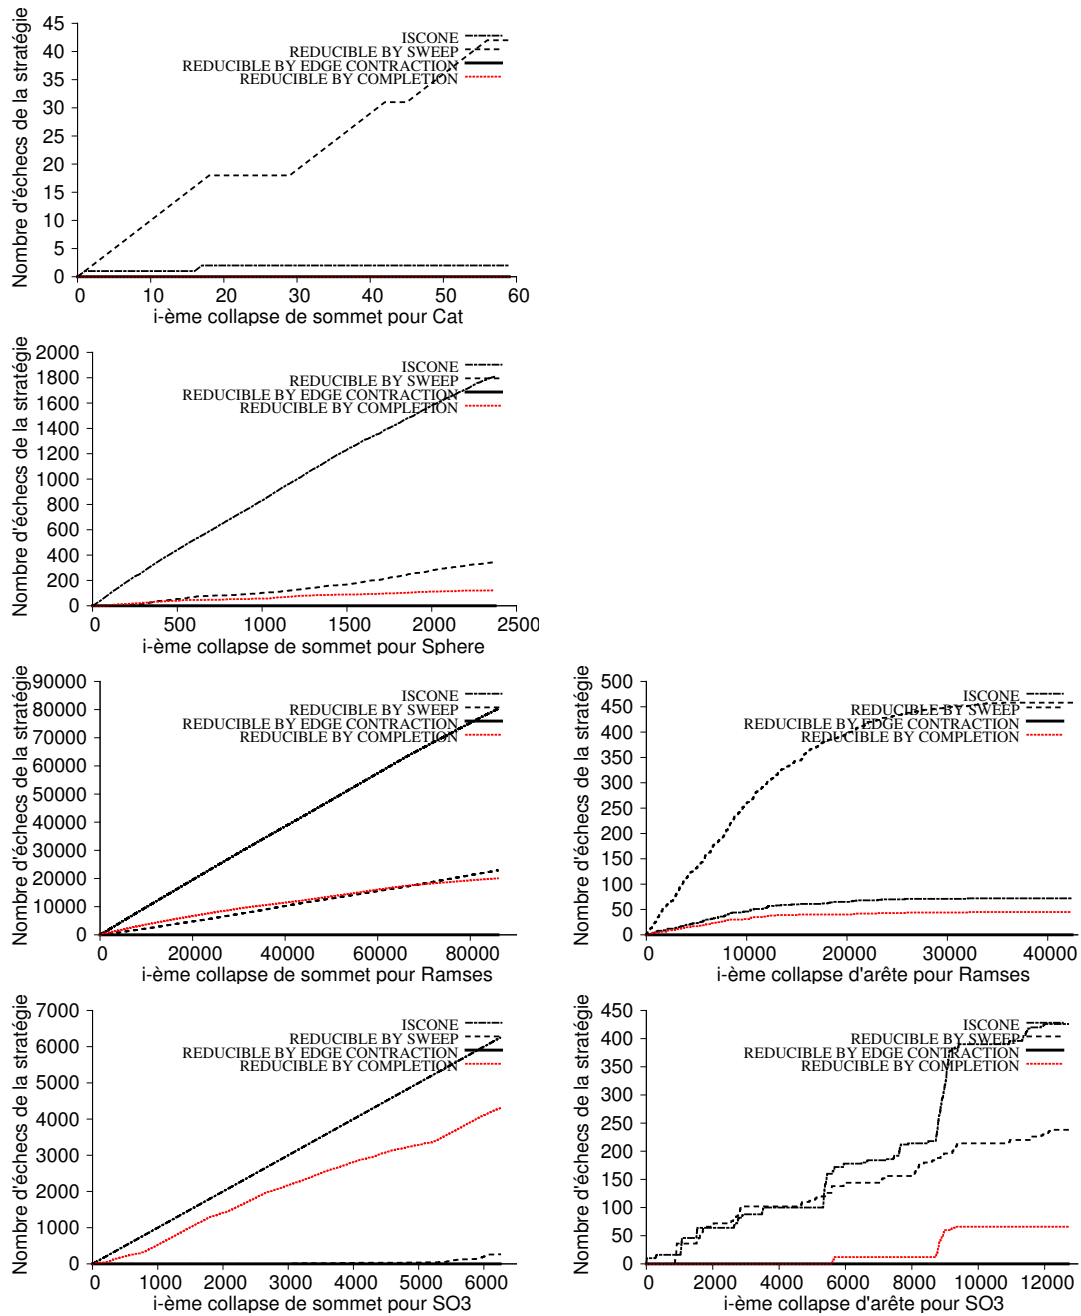 Nombre d'échecs de la stratégie
45
40
35
30
25
20
15
10
5
0
ISCONE
REDUCIBLE BY SWEEP
REDUCIBLE BY EDGE CONTRACTION
REDUCIBLE BY COMPLETION
0 10 20 30 40 50 60
i-ème collapse de sommet pour Cat
Nombre d'échecs de la stratégie
2000
1800
1600
1400
1200
1000
800
600
400
200
0
ISCONE
REDUCIBLE BY SWEEP
REDUCIBLE BY EDGE CONTRACTION
REDUCIBLE BY COMPLETION
0 500 1000 1500 2000 2500
i-ème collapse de sommet pour Sphere
Nombre d'échecs de la stratégie
90000
80000
70000
60000
50000
40000
30000
20000
10000
0
ISCONE
REDUCIBLE BY SWEEP
REDUCIBLE BY EDGE CONTRACTION
REDUCIBLE BY COMPLETION
0 20000 40000 60000 80000
i-ème collapse de sommet pour Ramses
Nombre d'échecs de la stratégie
500
450
400
350
300
250
200
150
100
50
0
ISCONE
REDUCIBLE BY SWEEP
REDUCIBLE BY EDGE CONTRACTION
REDUCIBLE BY COMPLETION
0 10000 20000 30000 40000
i-ème collapse d'arête pour Ramses
Nombre d'échecs de la stratégie
7000
6000
5000
4000
3000
2000
1000
0
ISCONE
REDUCIBLE BY SWEEP
REDUCIBLE BY EDGE CONTRACTION
REDUCIBLE BY COMPLETION
0 1000 2000 3000 4000 5000 6000
i-ème collapse de sommet pour SO3
Nombre d'échecs de la stratégie
450
400
350
300
250
200
150
100
50
0
ISCONE
REDUCIBLE BY SWEEP
REDUCIBLE BY EDGE CONTRACTION
REDUCIBLE BY COMPLETION
0 2000 4000 6000 8000 10000 12000
i-ème collapse d'arête pour SO3